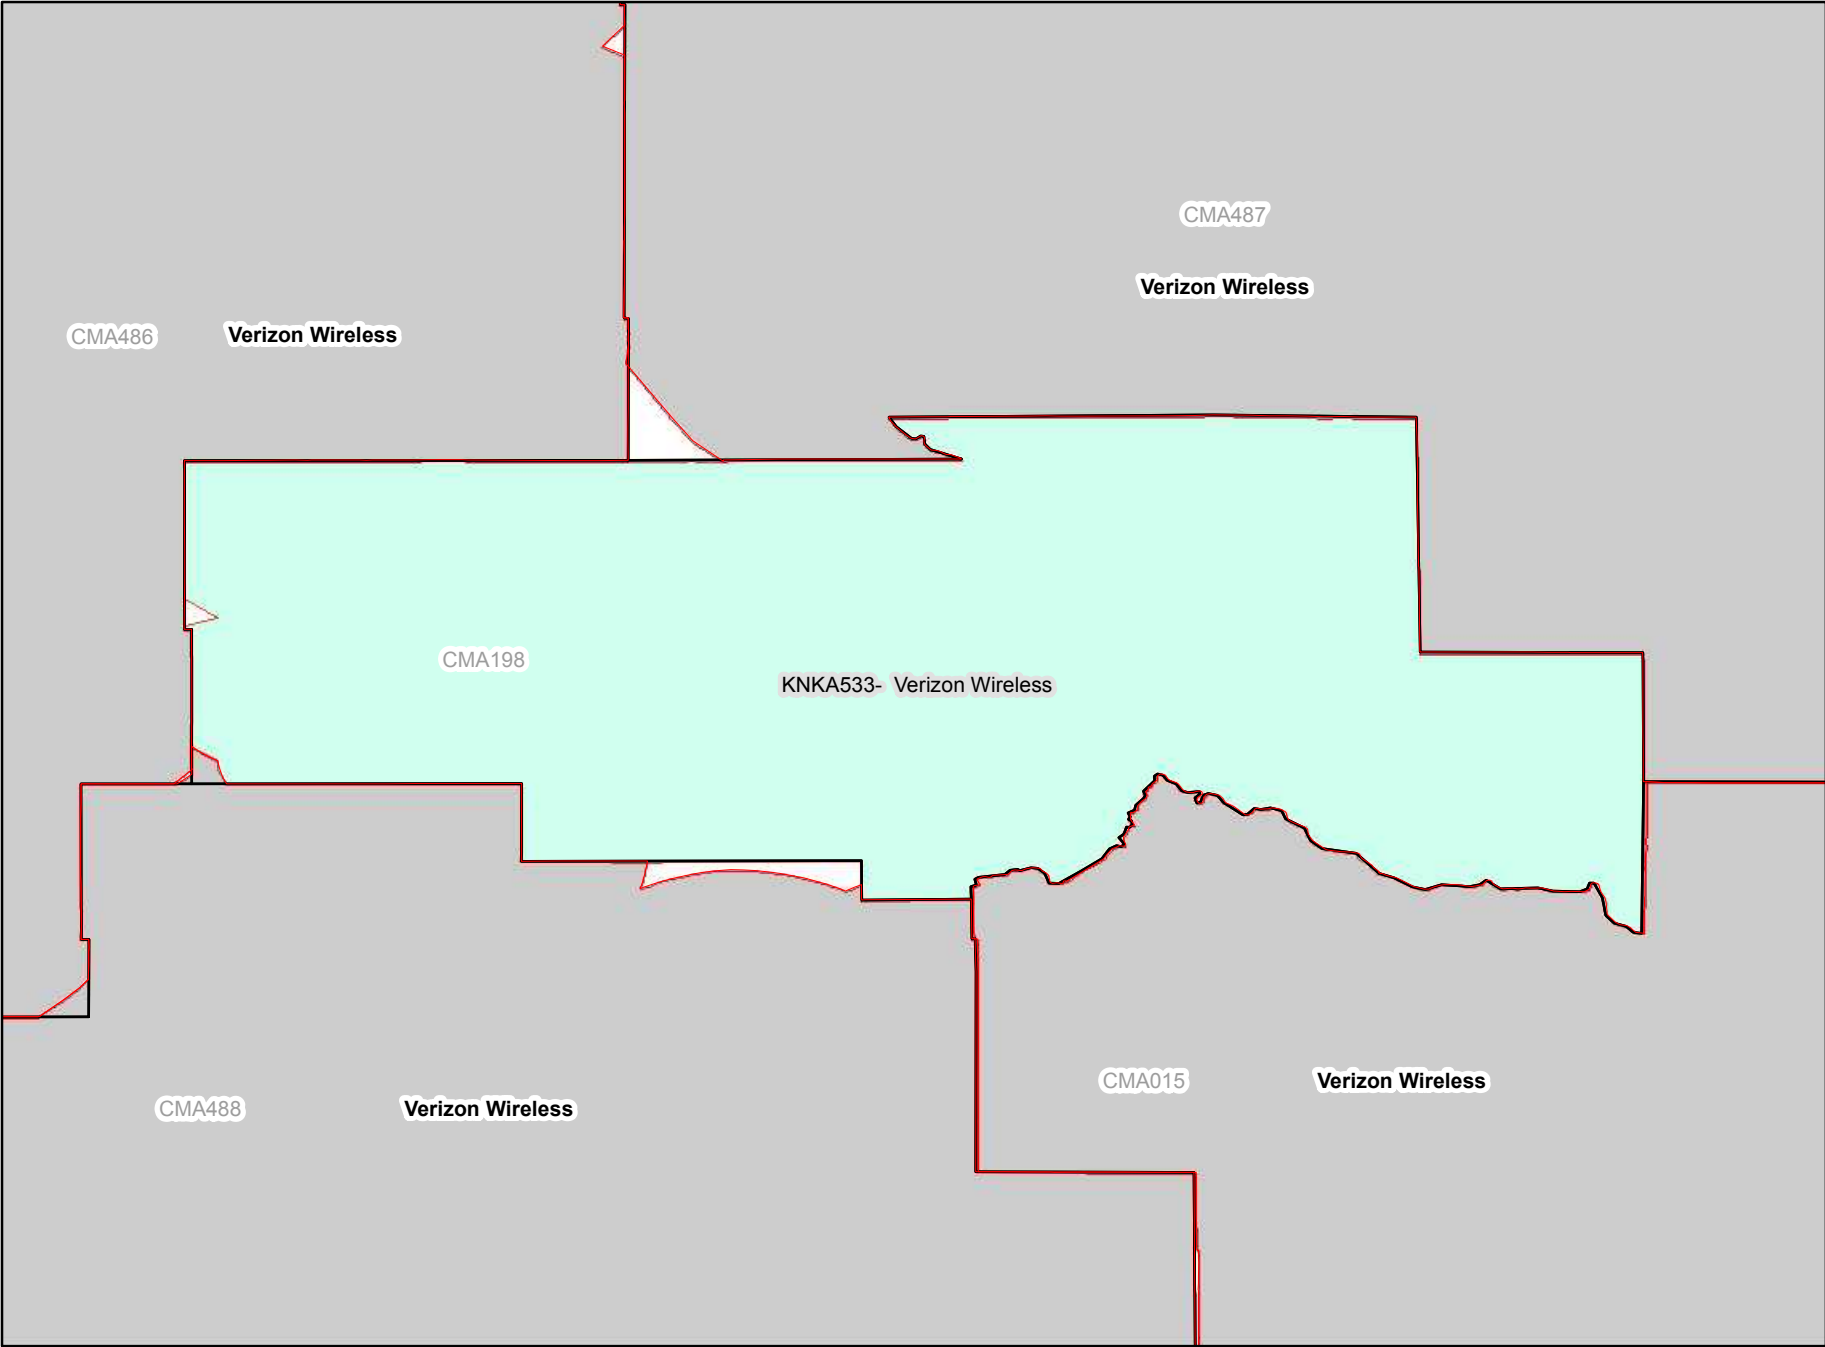 CMA487
Verizon Wireless
CMA486
Verizon Wireless
CMA198
KNKA533- Verizon Wireless
CMA015
Verizon Wireless
CMA488
Verizon Wireless